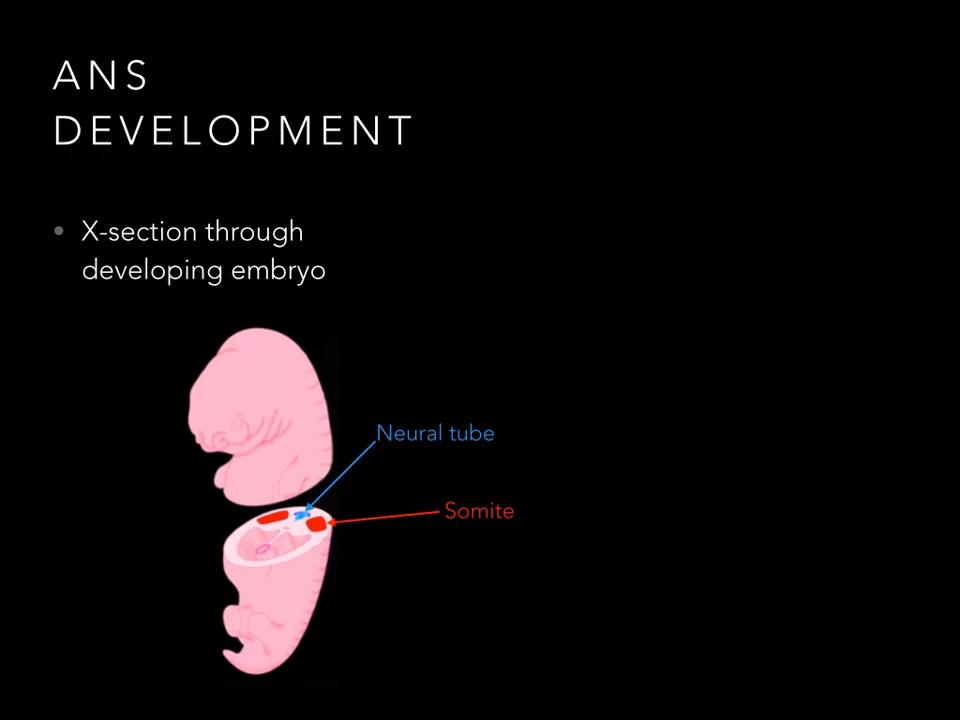 ANS
DEVELOPMENT
• X-section through
developing embryo
Neural tube
Somite